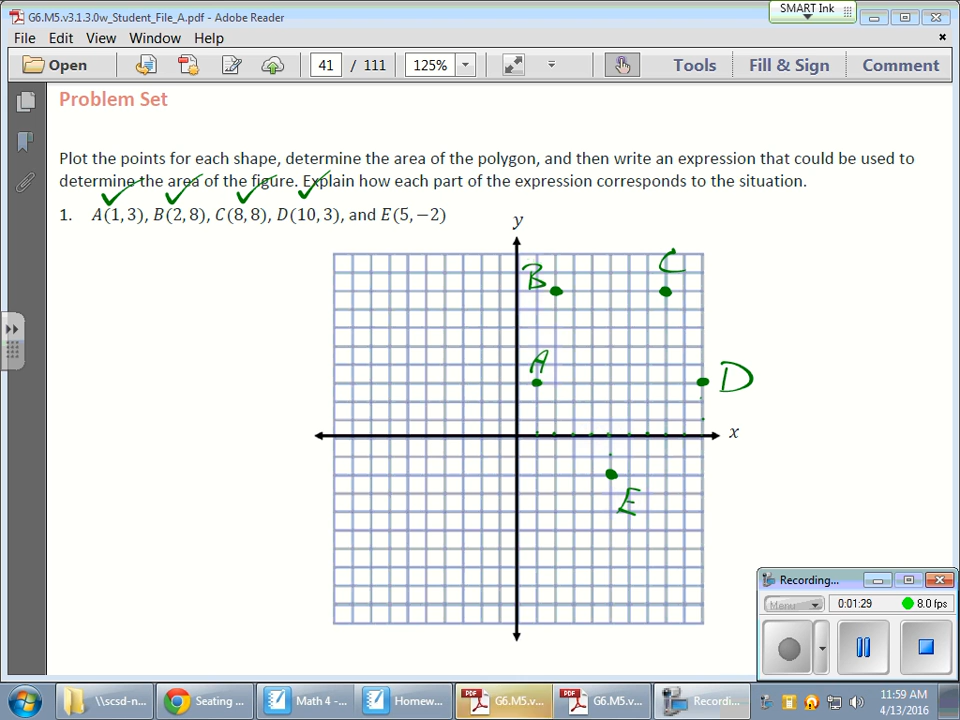 G6.M5.v3.1.3.0w_Student_File_A.pdf - Adobe Reader
SMART Ink
File Edit View Window Help
Open 41 / 111 125% Tools Fill & Sign Comment
Problem Set
Plot the points for each shape, determine the area of the polygon, and then write an expression that could be used to
determine the area of the figure. Explain how each part of the expression corresponds to the situation.
1. A(1,3), B(2,8), C(8,8), D(10,3), and E(5,−2)
y
B
C
A
D
x
E
Recording...
Menu 0:01:29 8.0 fps
\\sccd-n... Seating ... Math 4 -... Homew... G6.M5.v... G6.M5.v... Recordi...
11:59 AM
4/13/2016